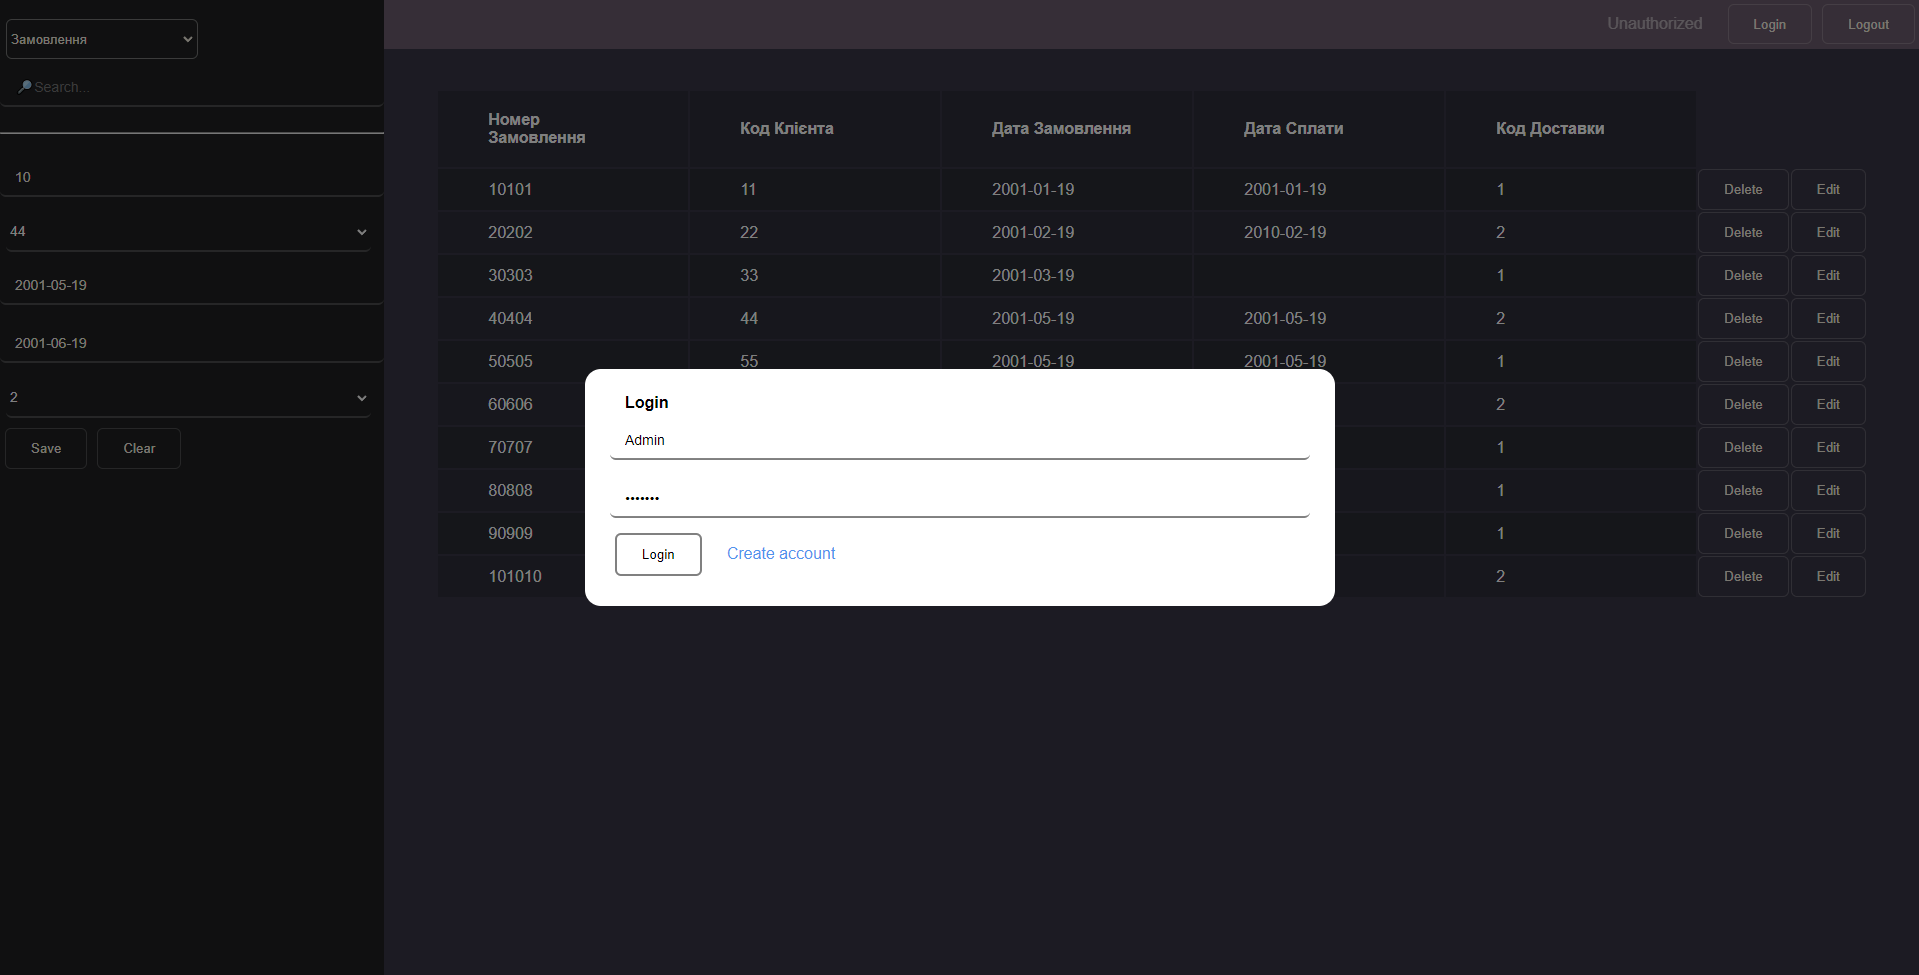 Замовлення
Search...
10
44
2001-05-19
2001-06-19
2
Save Clear
Unauthorized Login Logout
Номер Замовлення Код Клієнта Дата Замовлення Дата Сплати Код Доставки
10101 11 2001-01-19 2001-01-19 1 Delete Edit
20202 22 2001-02-19 2010-02-19 2 Delete Edit
30303 33 2001-03-19 1 Delete Edit
40404 44 2001-05-19 2001-05-19 2 Delete Edit
50505 55 2001-05-19 2001-05-19 1 Delete Edit
60606 2 Delete Edit
70707 1 Delete Edit
80808 1 Delete Edit
90909 1 Delete Edit
101010 2 Delete Edit
Login
Admin
•••••••
Login Create account